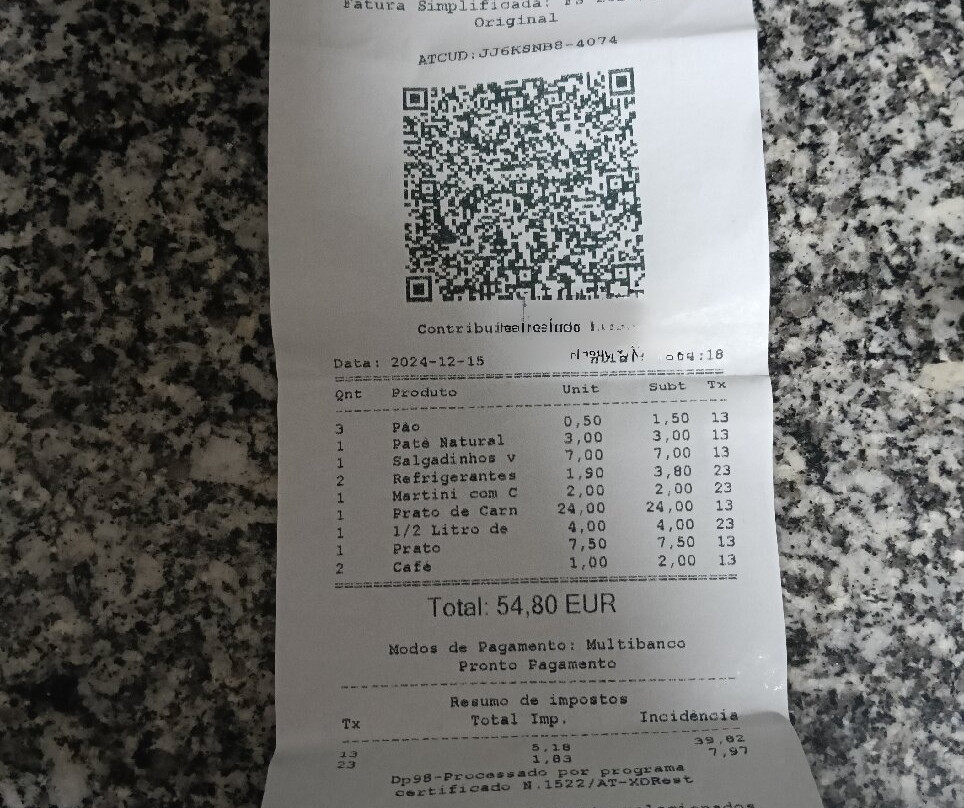 Fatura Simplificada: FS
Original
ATCUD:JJ6KSNB8-4074
Data: 2024-12-15
Qnt Produto Unit Subt Tx
3 Pão 0,50 1,50 13
1 Paté Natural 3,00 3,00 13
1 Salgadinhos v 7,00 7,00 13
2 Refrigerantes 1,90 3,80 23
1 Martini com C 2,00 2,00 23
1 Prato de Carn 24,00 24,00 13
1 1/2 Litro de 4,00 4,00 23
1 Prato 7,50 7,50 13
2 Café 1,00 2,00 13
Total: 54,80 EUR
Modos de Pagamento: Multibanco
Pronto Pagamento
Resumo de impostos
Tx Total Imp. Incidência
13 5,18 39,82
23 1,83 7,97
Dp98-Processado por programa
certificado N.1522/AT-XDRest